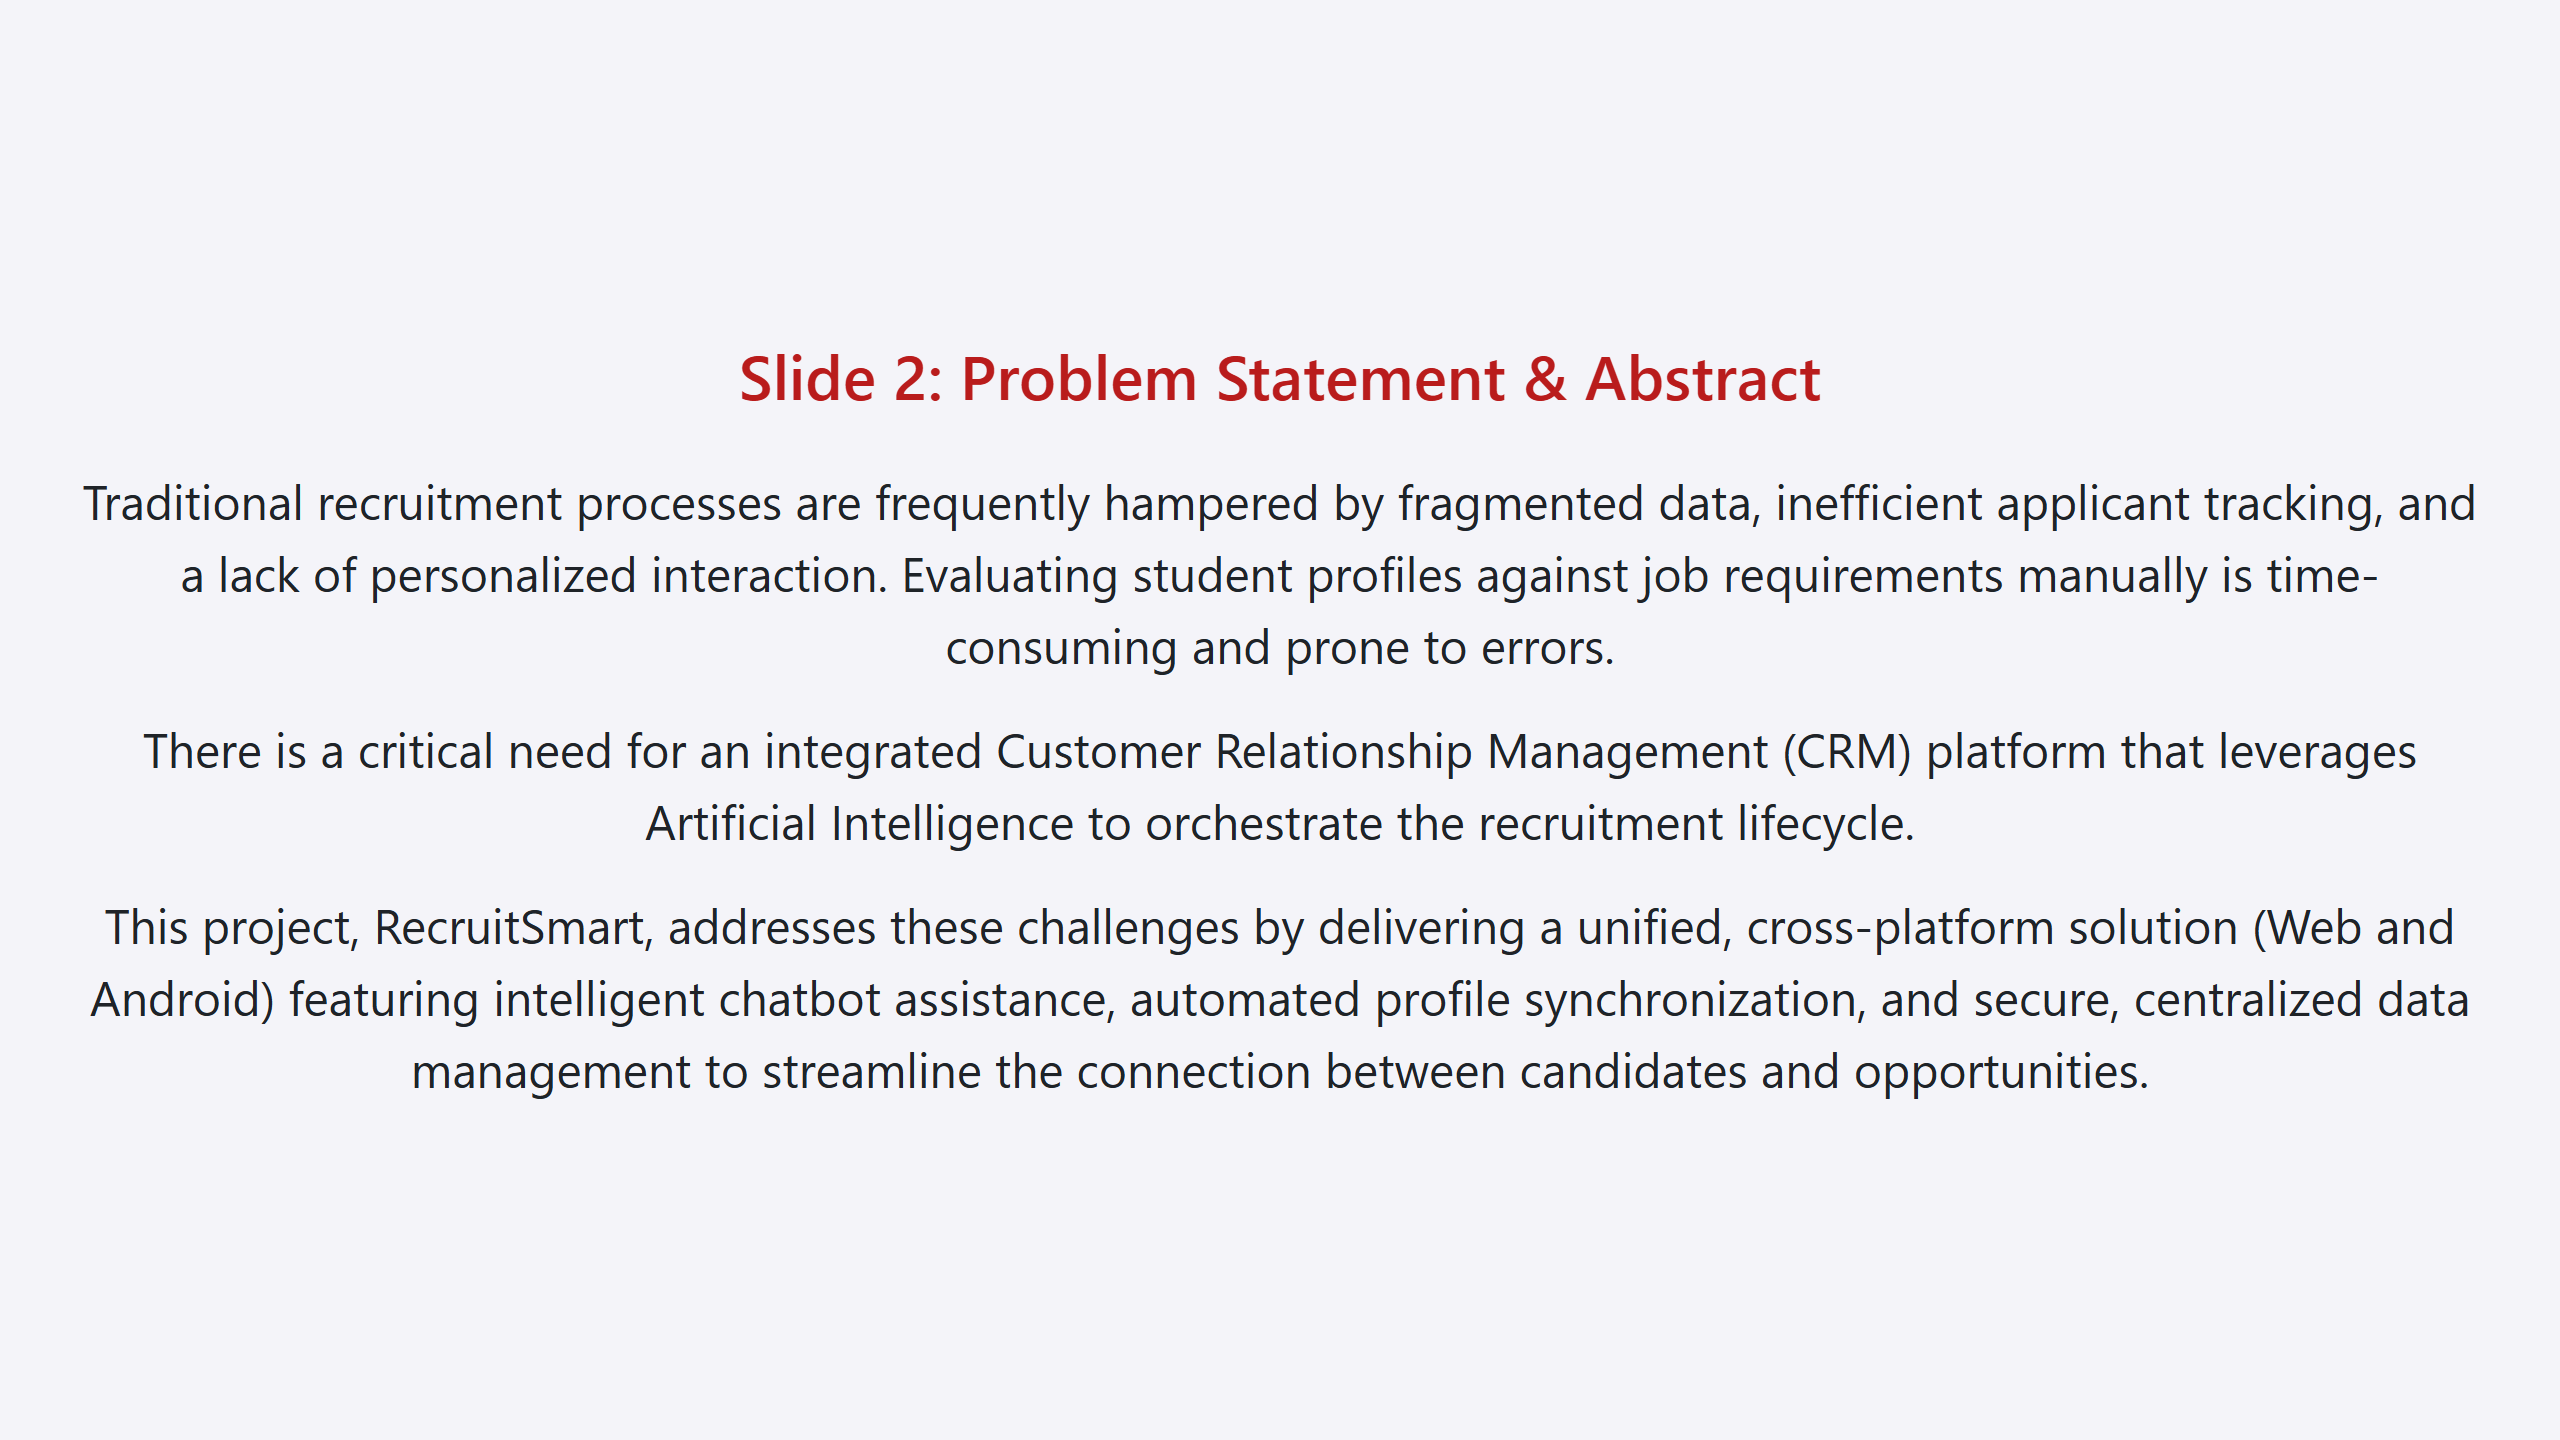 Slide 2: Problem Statement & Abstract
Traditional recruitment processes are frequently hampered by fragmented data, inefficient applicant tracking, and
a lack of personalized interaction. Evaluating student profiles against job requirements manually is time-
consuming and prone to errors.
There is a critical need for an integrated Customer Relationship Management (CRM) platform that leverages
Artificial Intelligence to orchestrate the recruitment lifecycle.
This project, RecruitSmart, addresses these challenges by delivering a unified, cross-platform solution (Web and
Android) featuring intelligent chatbot assistance, automated profile synchronization, and secure, centralized data
management to streamline the connection between candidates and opportunities.